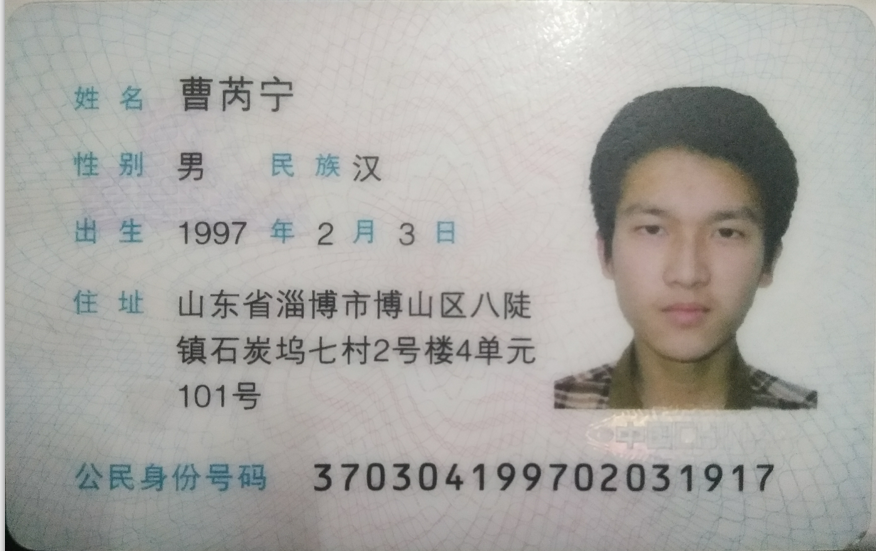 姓名 曹芮宁
性别 男 民族 汉
出生 1997 年 2 月 3 日
住址 山东省淄博市博山区八陡
镇石炭坞七村2号楼4单元
101号
公民身份号码 370304199702031917